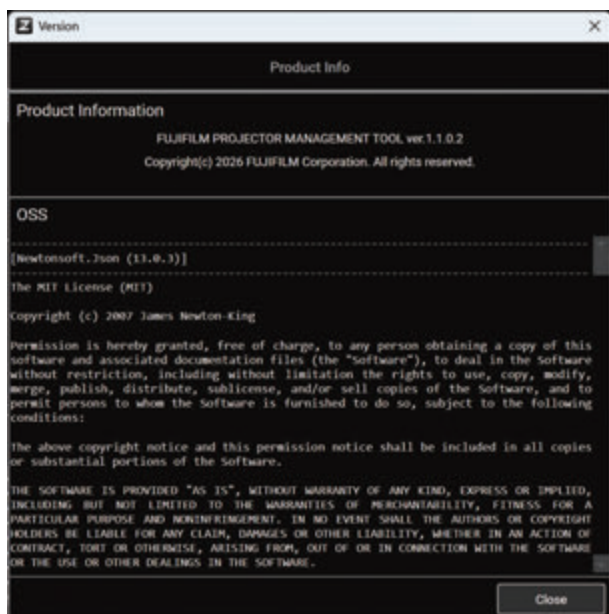 Version
Product Info
Product Information
FUJIFILM PROJECTOR MANAGEMENT TOOL ver.1.1.0.2
Copyright(c) 2026 FUJIFILM Corporation. All rights reserved.
OSS
--------------------------------------------------------------------------------
[Newtonsoft.Json (13.0.3)]
--------------------------------------------------------------------------------
The MIT License (MIT)
Copyright (c) 2007 James Newton-King
Permission is hereby granted, free of charge, to any person obtaining a copy of this
software and associated documentation files (the "Software"), to deal in the Software
without restriction, including without limitation the rights to use, copy, modify,
merge, publish, distribute, sublicense, and/or sell copies of the Software, and to
permit persons to whom the Software is furnished to do so, subject to the following
conditions:
The above copyright notice and this permission notice shall be included in all copies
or substantial portions of the Software.
THE SOFTWARE IS PROVIDED "AS IS", WITHOUT WARRANTY OF ANY KIND, EXPRESS OR IMPLIED,
INCLUDING BUT NOT LIMITED TO THE WARRANTIES OF MERCHANTABILITY, FITNESS FOR A
PARTICULAR PURPOSE AND NONINFRINGEMENT. IN NO EVENT SHALL THE AUTHORS OR COPYRIGHT
HOLDERS BE LIABLE FOR ANY CLAIM, DAMAGES OR OTHER LIABILITY, WHETHER IN AN ACTION OF
CONTRACT, TORT OR OTHERWISE, ARISING FROM, OUT OF OR IN CONNECTION WITH THE SOFTWARE
OR THE USE OR OTHER DEALINGS IN THE SOFTWARE.
Close